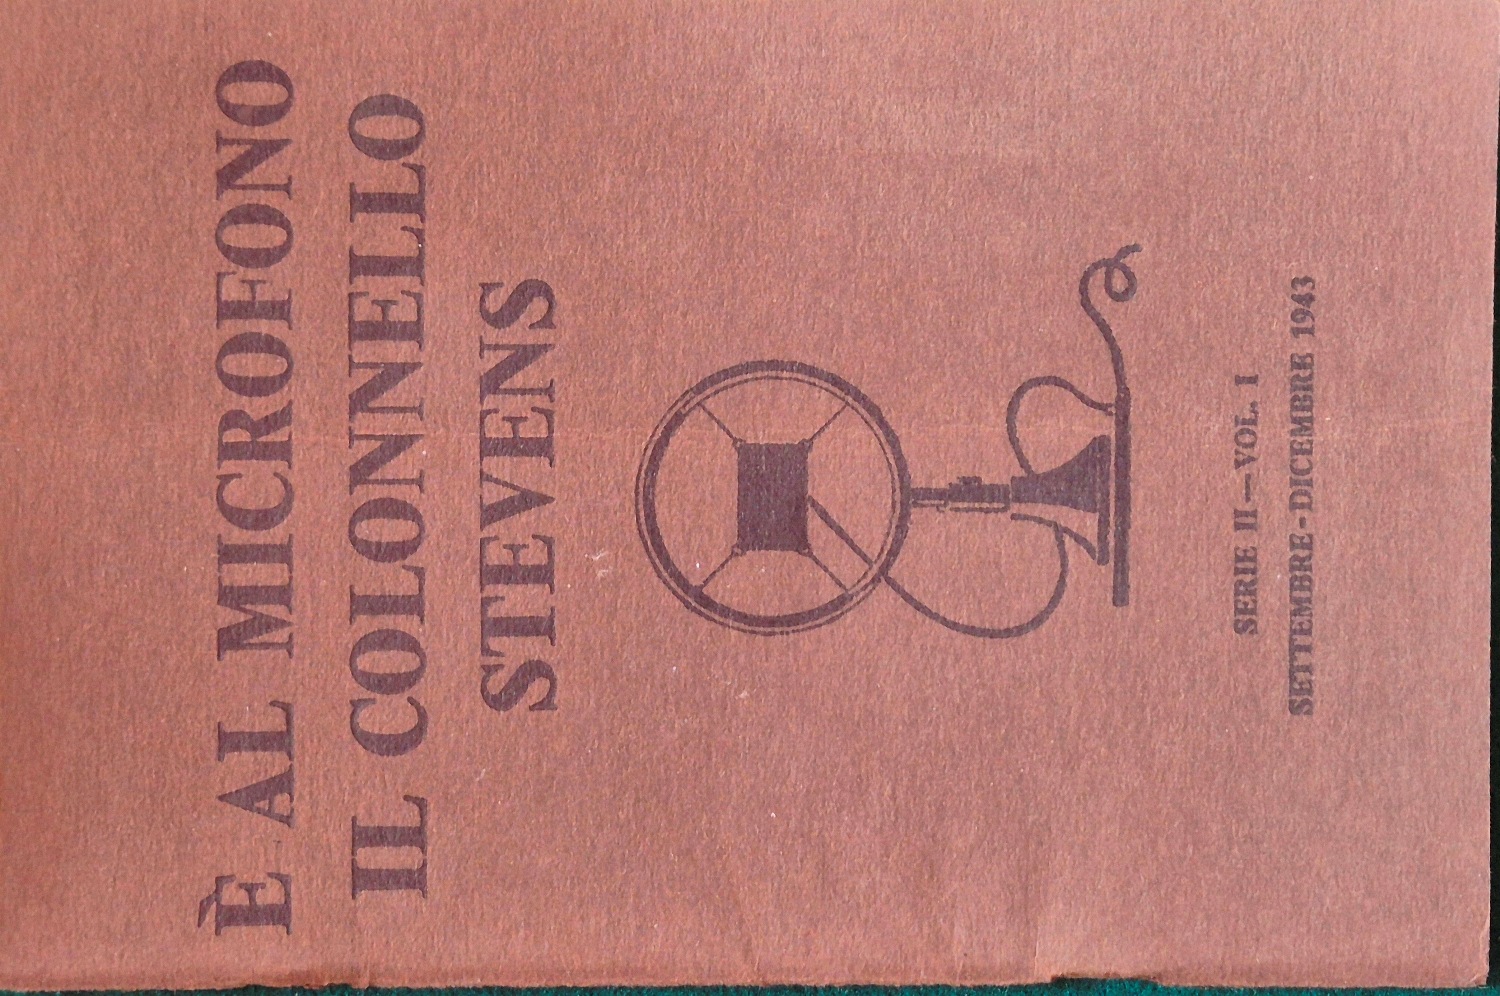 È AL MICROFONO
IL COLONNELLO
STEVENS
SERIE II—VOL. I
SETTEMBRE-DICEMBRE 1943